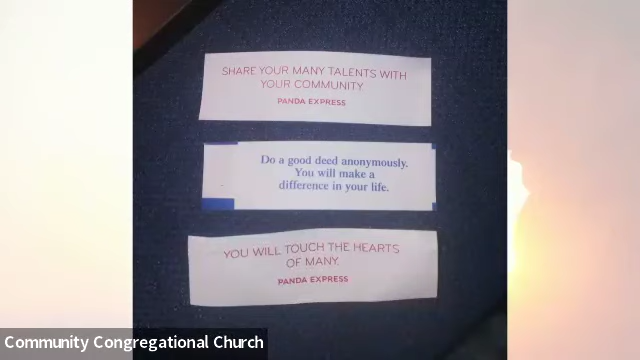 SHARE YOUR MANY TALENTS WITH
YOUR COMMUNITY
PANDA EXPRESS
Do a good deed anonymously.
You will make a
difference in your life.
YOU WILL TOUCH THE HEARTS
OF MANY.
PANDA EXPRESS
Community Congregational Church